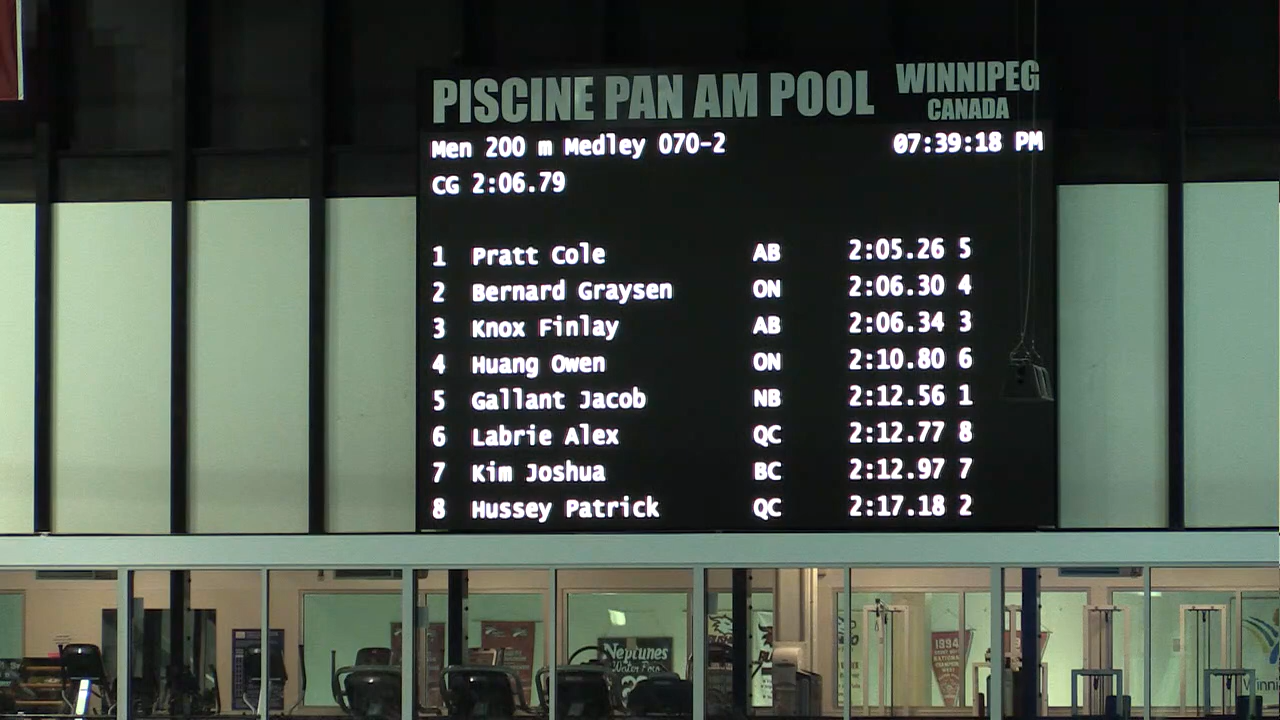 PISCINE PAN AM POOL WINNIPEG CANADA
Men 200 m Medley 070-2 07:39:18 PM
CG 2:06.79
1 Pratt Cole AB 2:05.26 5
2 Bernard Graysen ON 2:06.30 4
3 Knox Finlay AB 2:06.34 3
4 Huang Owen ON 2:10.80 6
5 Gallant Jacob NB 2:12.56 1
6 Labrie Alex QC 2:12.77 8
7 Kim Joshua BC 2:12.97 7
8 Hussey Patrick QC 2:17.18 2
Neptunes
Water Polo
1994